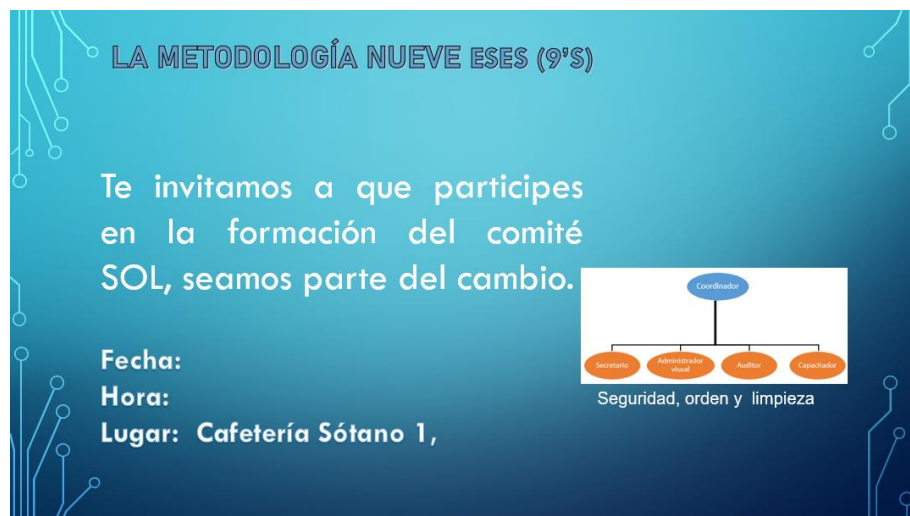 LA METODOLOGÍA NUEVE ESES (9'S)
Te invitamos a que participes
en la formación del comité
SOL, seamos parte del cambio.
Coordinador
Secretario
Administrador
visual
Auditor
Capacitador
Seguridad, orden y limpieza
Fecha:
Hora:
Lugar: Cafetería Sótano 1,